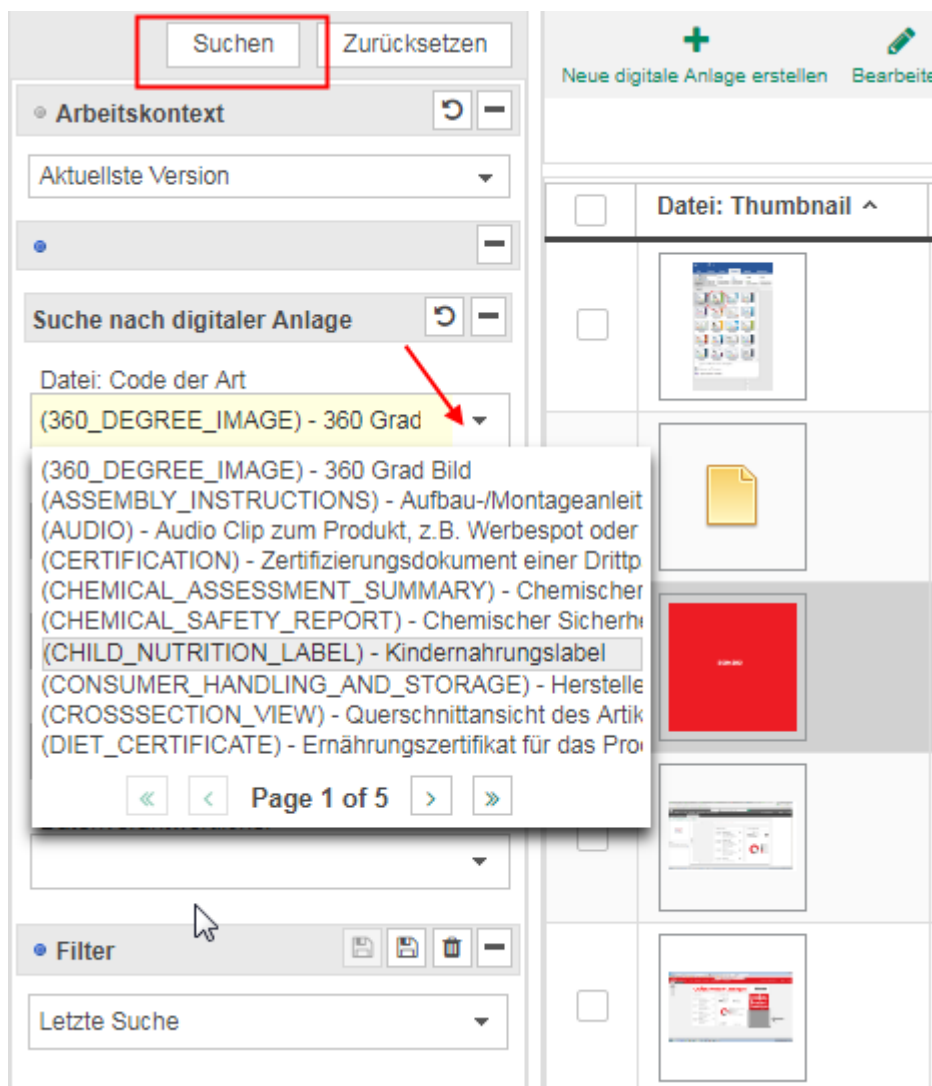 Suchen
Zurücksetzen
Neue digitale Anlage erstellen
Bearbeite
Arbeitskontext
Aktuellste Version
Datei: Thumbnail
Suche nach digitaler Anlage
Datei: Code der Art
(360_DEGREE_IMAGE) - 360 Grad
(360_DEGREE_IMAGE) - 360 Grad Bild
(ASSEMBLY_INSTRUCTIONS) - Aufbau-/Montageanleit
(AUDIO) - Audio Clip zum Produkt, z.B. Werbespot oder
(CERTIFICATION) - Zertifizierungsdokument einer Drittp
(CHEMICAL_ASSESSMENT_SUMMARY) - Chemischer
(CHEMICAL_SAFETY_REPORT) - Chemischer Sicherhe
(CHILD_NUTRITION_LABEL) - Kindernahrungslabel
(CONSUMER_HANDLING_AND_STORAGE) - Herstelle
(CROSSSECTION_VIEW) - Querschnittansicht des Artik
(DIET_CERTIFICATE) - Ernährungszertifikat für das Pro
Page 1 of 5
Filter
Letzte Suche